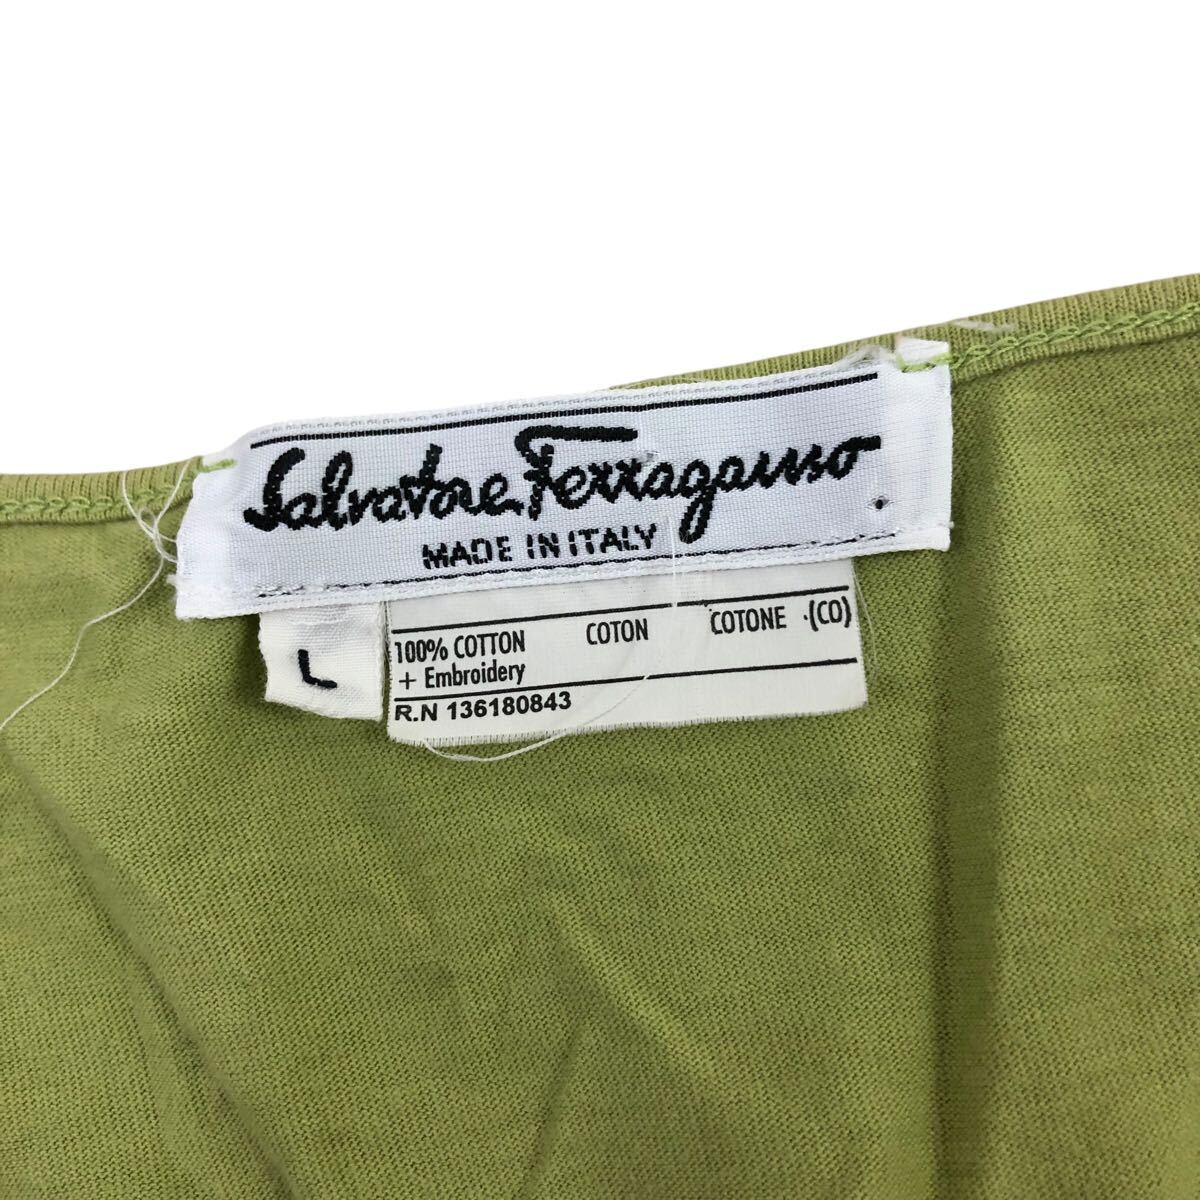 Salvatore Ferragamo
MADE IN ITALY
L
100% COTTON COTON COTONE (CO)
+ Embroidery
R.N 136180843